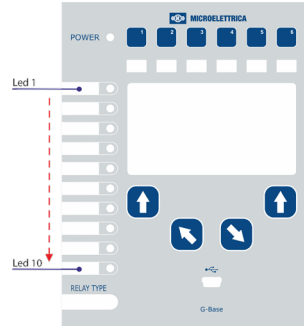 MICROELETTRICA
POWER
1 2 3 4 5 6
Led 1
Led 10
RELAY TYPE
G-Base